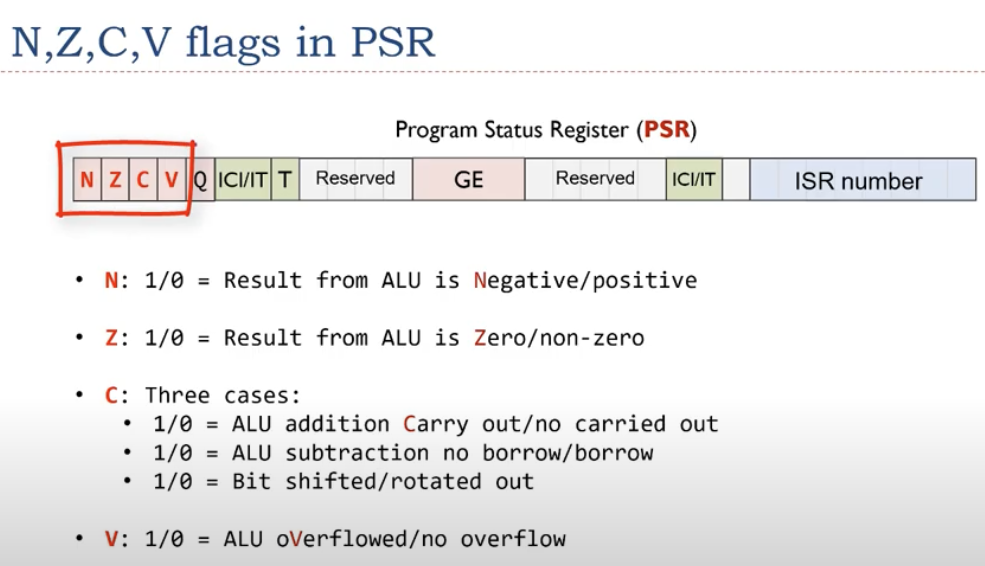 N,Z,C,V flags in PSR
Program Status Register (PSR)
N Z C V Q ICI/IT T Reserved GE Reserved ICI/IT ISR number
• N: 1/0 = Result from ALU is Negative/positive
• Z: 1/0 = Result from ALU is Zero/non-zero
• C: Three cases:
• 1/0 = ALU addition Carry out/no carried out
• 1/0 = ALU subtraction no borrow/borrow
• 1/0 = Bit shifted/rotated out
• V: 1/0 = ALU oVerflowed/no overflow